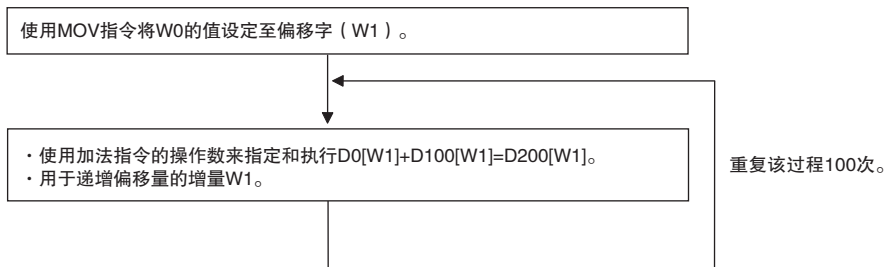 使用MOV指令将W0的值设定至偏移字（W1）。
・使用加法指令的操作数来指定和执行D0[W1]+D100[W1]=D200[W1]。
・用于递增偏移量的增量W1。
重复该过程100次。